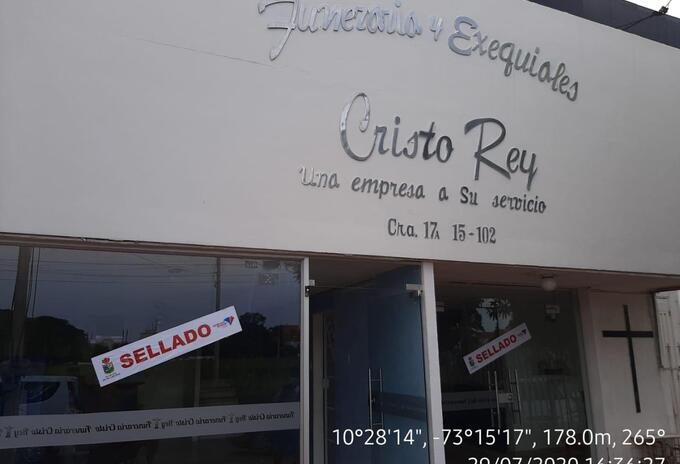 Funeraria y Exequiales
Cristo Rey
Una empresa a Su servicio
Cra. 17A 15-102
SELLADO
SELLADO
Funeraria Cristo Rey Funeraria Cristo Rey Funeraria Cristo Rey
10°28'14", -73°15'17", 178.0m, 265°